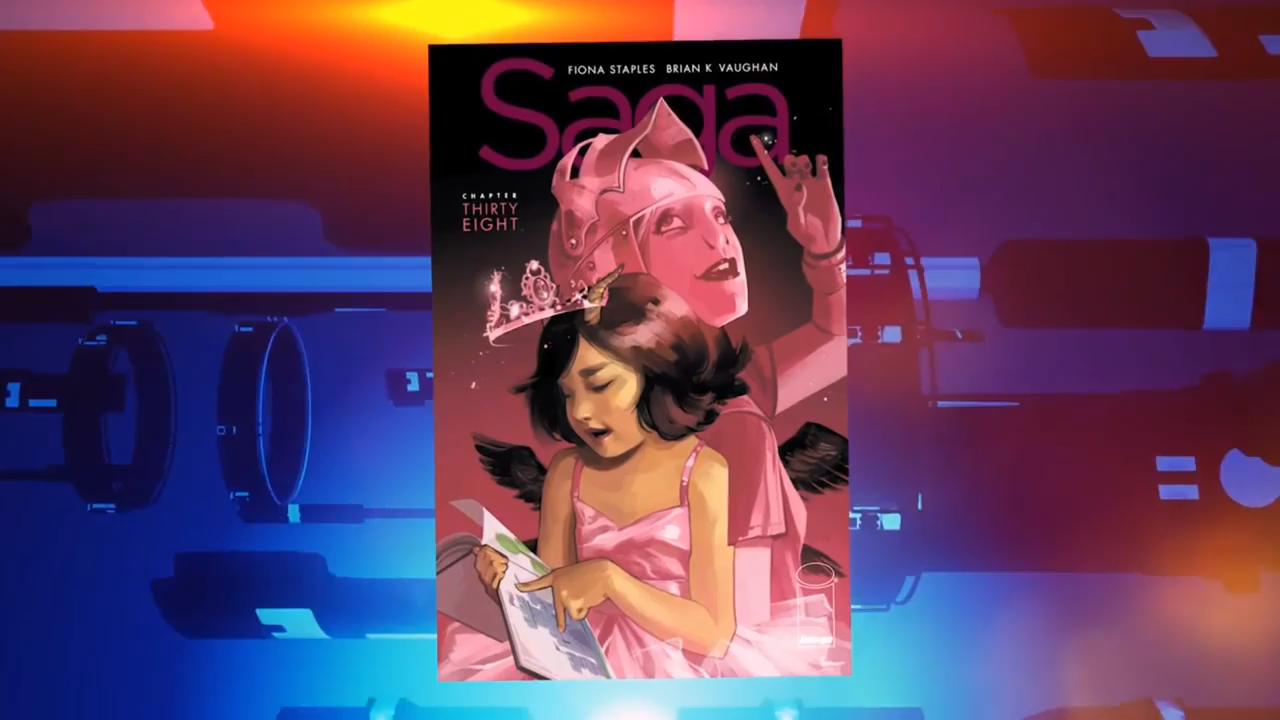 FIONA STAPLES BRIAN K VAUGHAN
Saga
CHAPTER
THIRTY
EIGHT